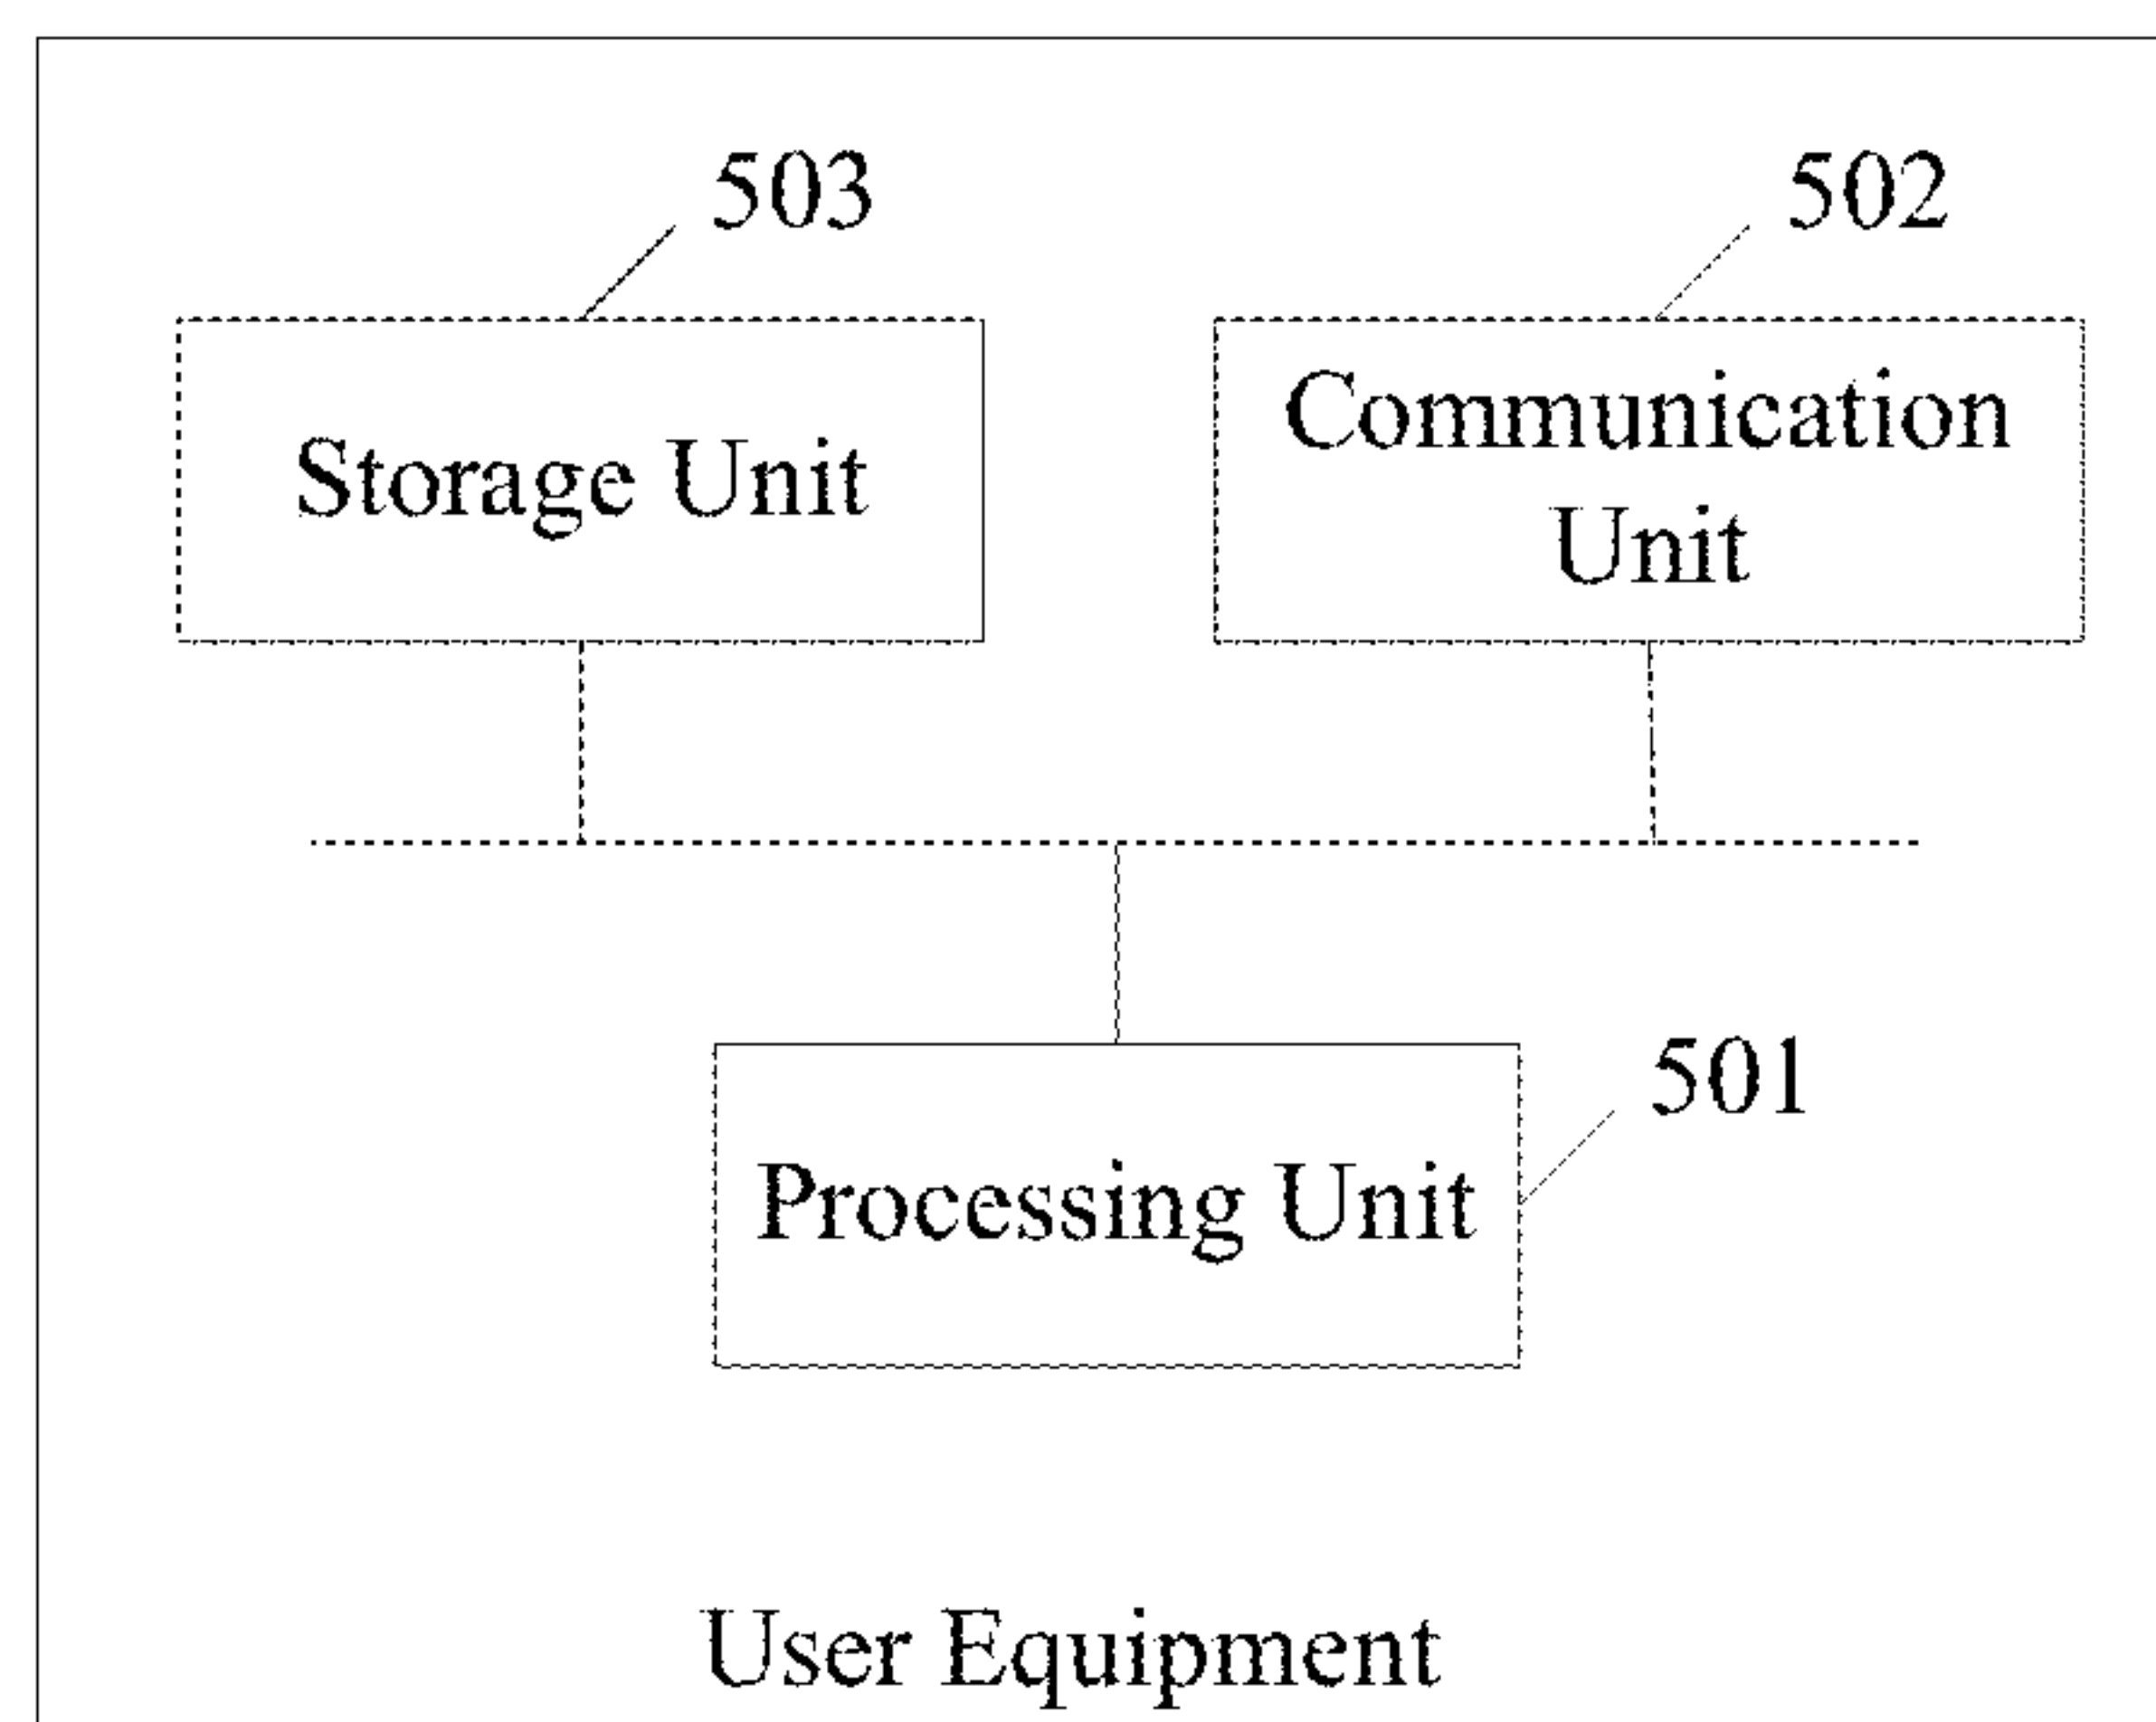 503
502
Storage Unit
Communication
Unit
501
Processing Unit
User Equipment